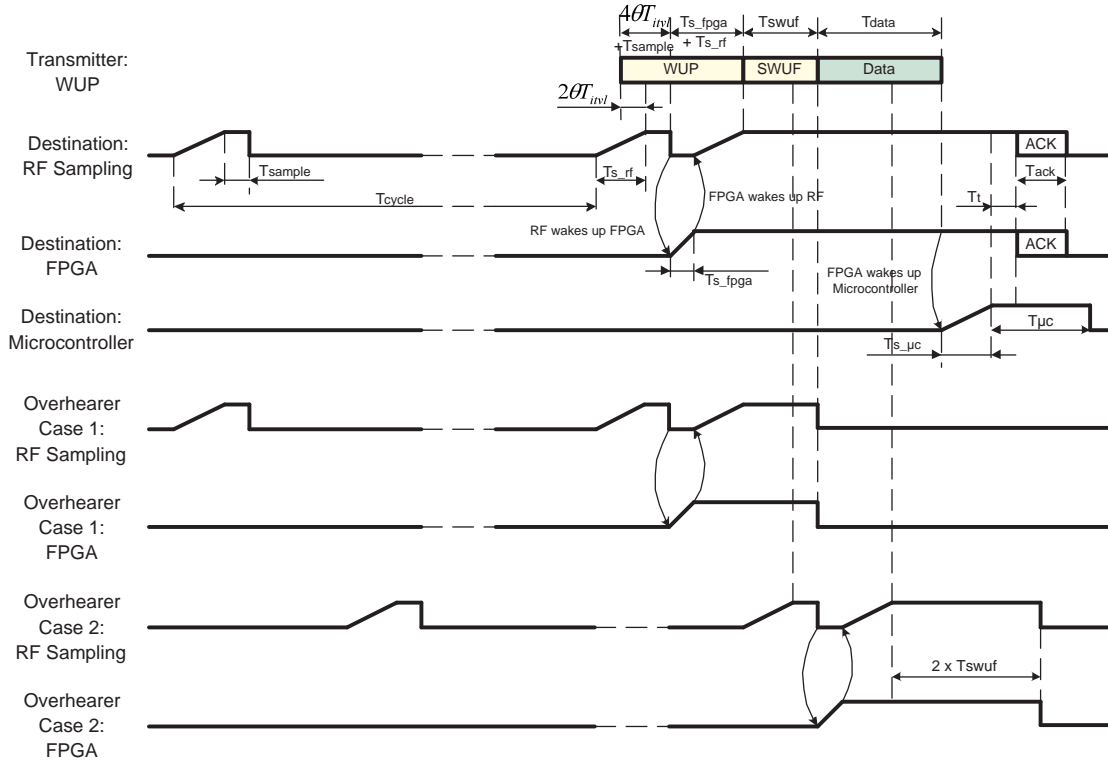 4θT_itvl
+Tsample
Ts_fpga
+ Ts_rf
Tswuf
Tdata
Transmitter:
WUP
WUP
SWUF
Data
2θT_itvl
Destination:
RF Sampling
Tsample
Tcycle
Ts_rf
ACK
Tack
Tt
FPGA wakes up RF
RF wakes up FPGA
Destination:
FPGA
Ts_fpga
ACK
FPGA wakes up
Microcontroller
Destination:
Microcontroller
Tμc
Ts_μc
Overhearer
Case 1:
RF Sampling
Overhearer
Case 1:
FPGA
Overhearer
Case 2:
RF Sampling
2 x Tswuf
Overhearer
Case 2:
FPGA